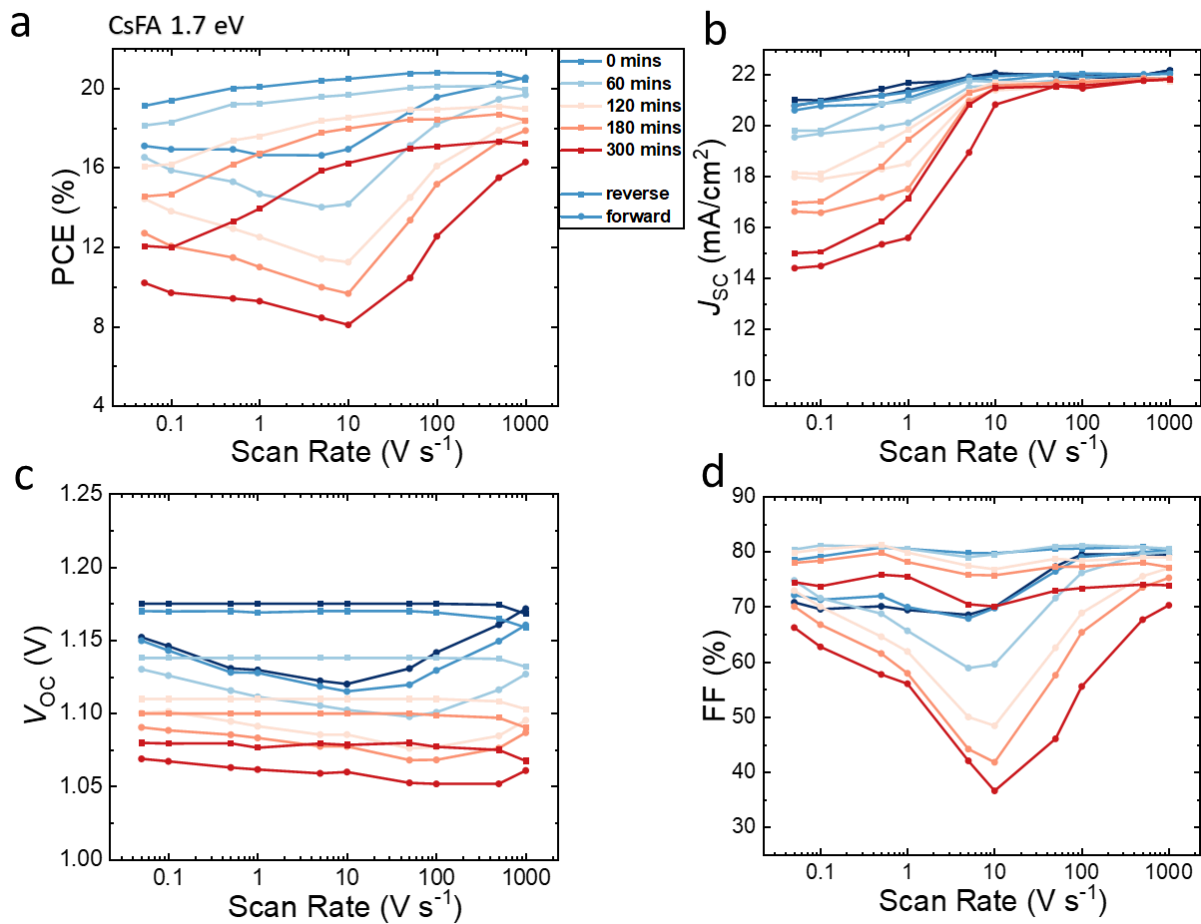 a
CsFA 1.7 eV
PCE (%)
20
16
12
8
4
0.1
1
10
100
1000
Scan Rate (V s⁻¹)
0 mins
60 mins
120 mins
180 mins
300 mins
reverse
forward
b
J_SC (mA/cm²)
22
20
18
16
14
12
10
0.1
1
10
100
1000
Scan Rate (V s⁻¹)
c
V_OC (V)
1.25
1.20
1.15
1.10
1.05
1.00
0.1
1
10
100
1000
Scan Rate (V s⁻¹)
d
FF (%)
90
80
70
60
50
40
30
0.1
1
10
100
1000
Scan Rate (V s⁻¹)